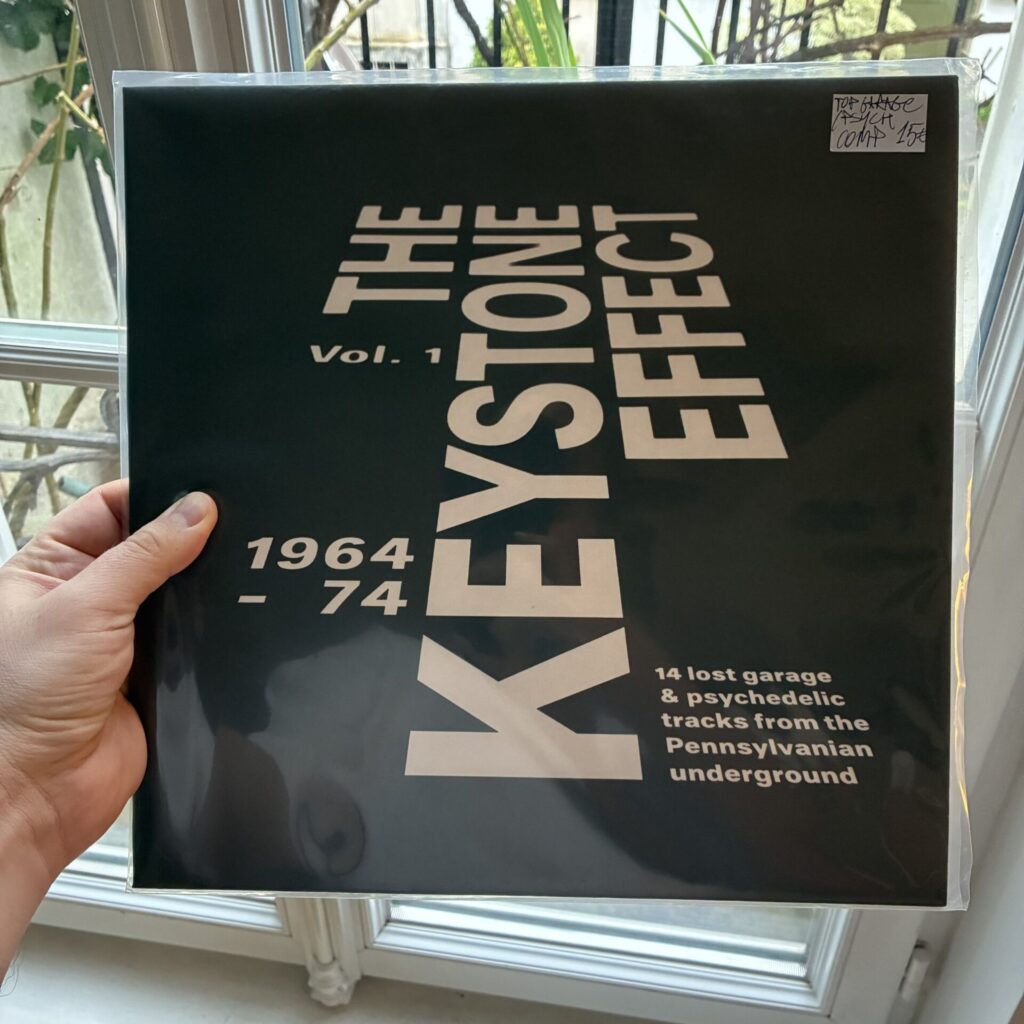 TOP GARAGE
/PSYCH
COMP 15€
THE
KEYSTONE
EFFECT
Vol. 1
1964
- 74
14 lost garage
& psychedelic
tracks from the
Pennsylvanian
underground